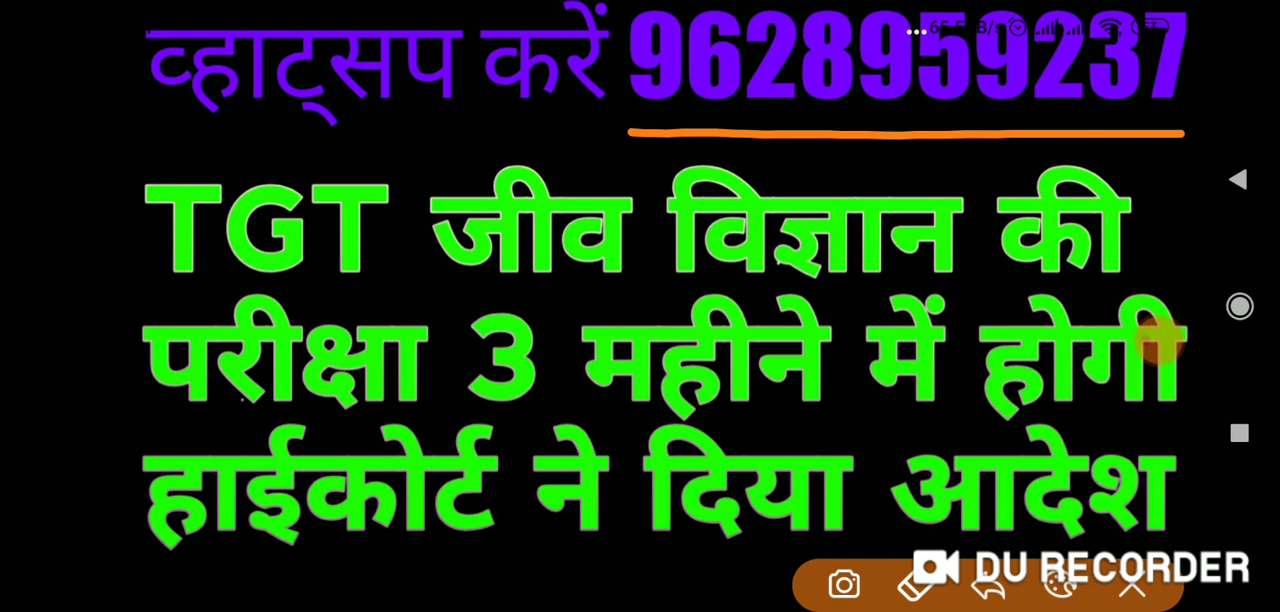 व्हाट्सप करें 9628959237
TGT जीव विज्ञान की
परीक्षा 3 महीने में होगी
हाईकोर्ट ने दिया आदेश
DU RECORDER